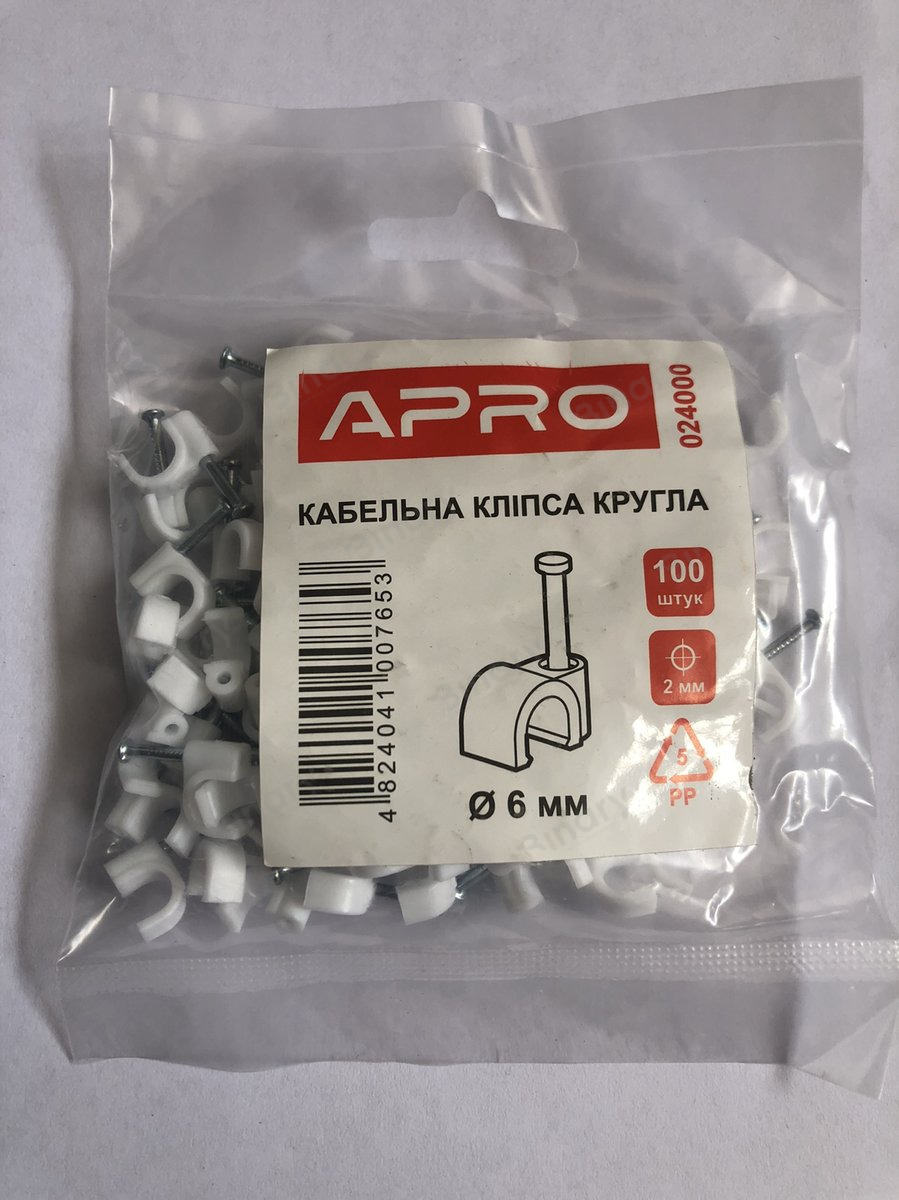 APRO
024000
КАБЕЛЬНА КЛІПСА КРУГЛА
100
штук
2 мм
5
PP
4 824041 007653
Ø 6 мм